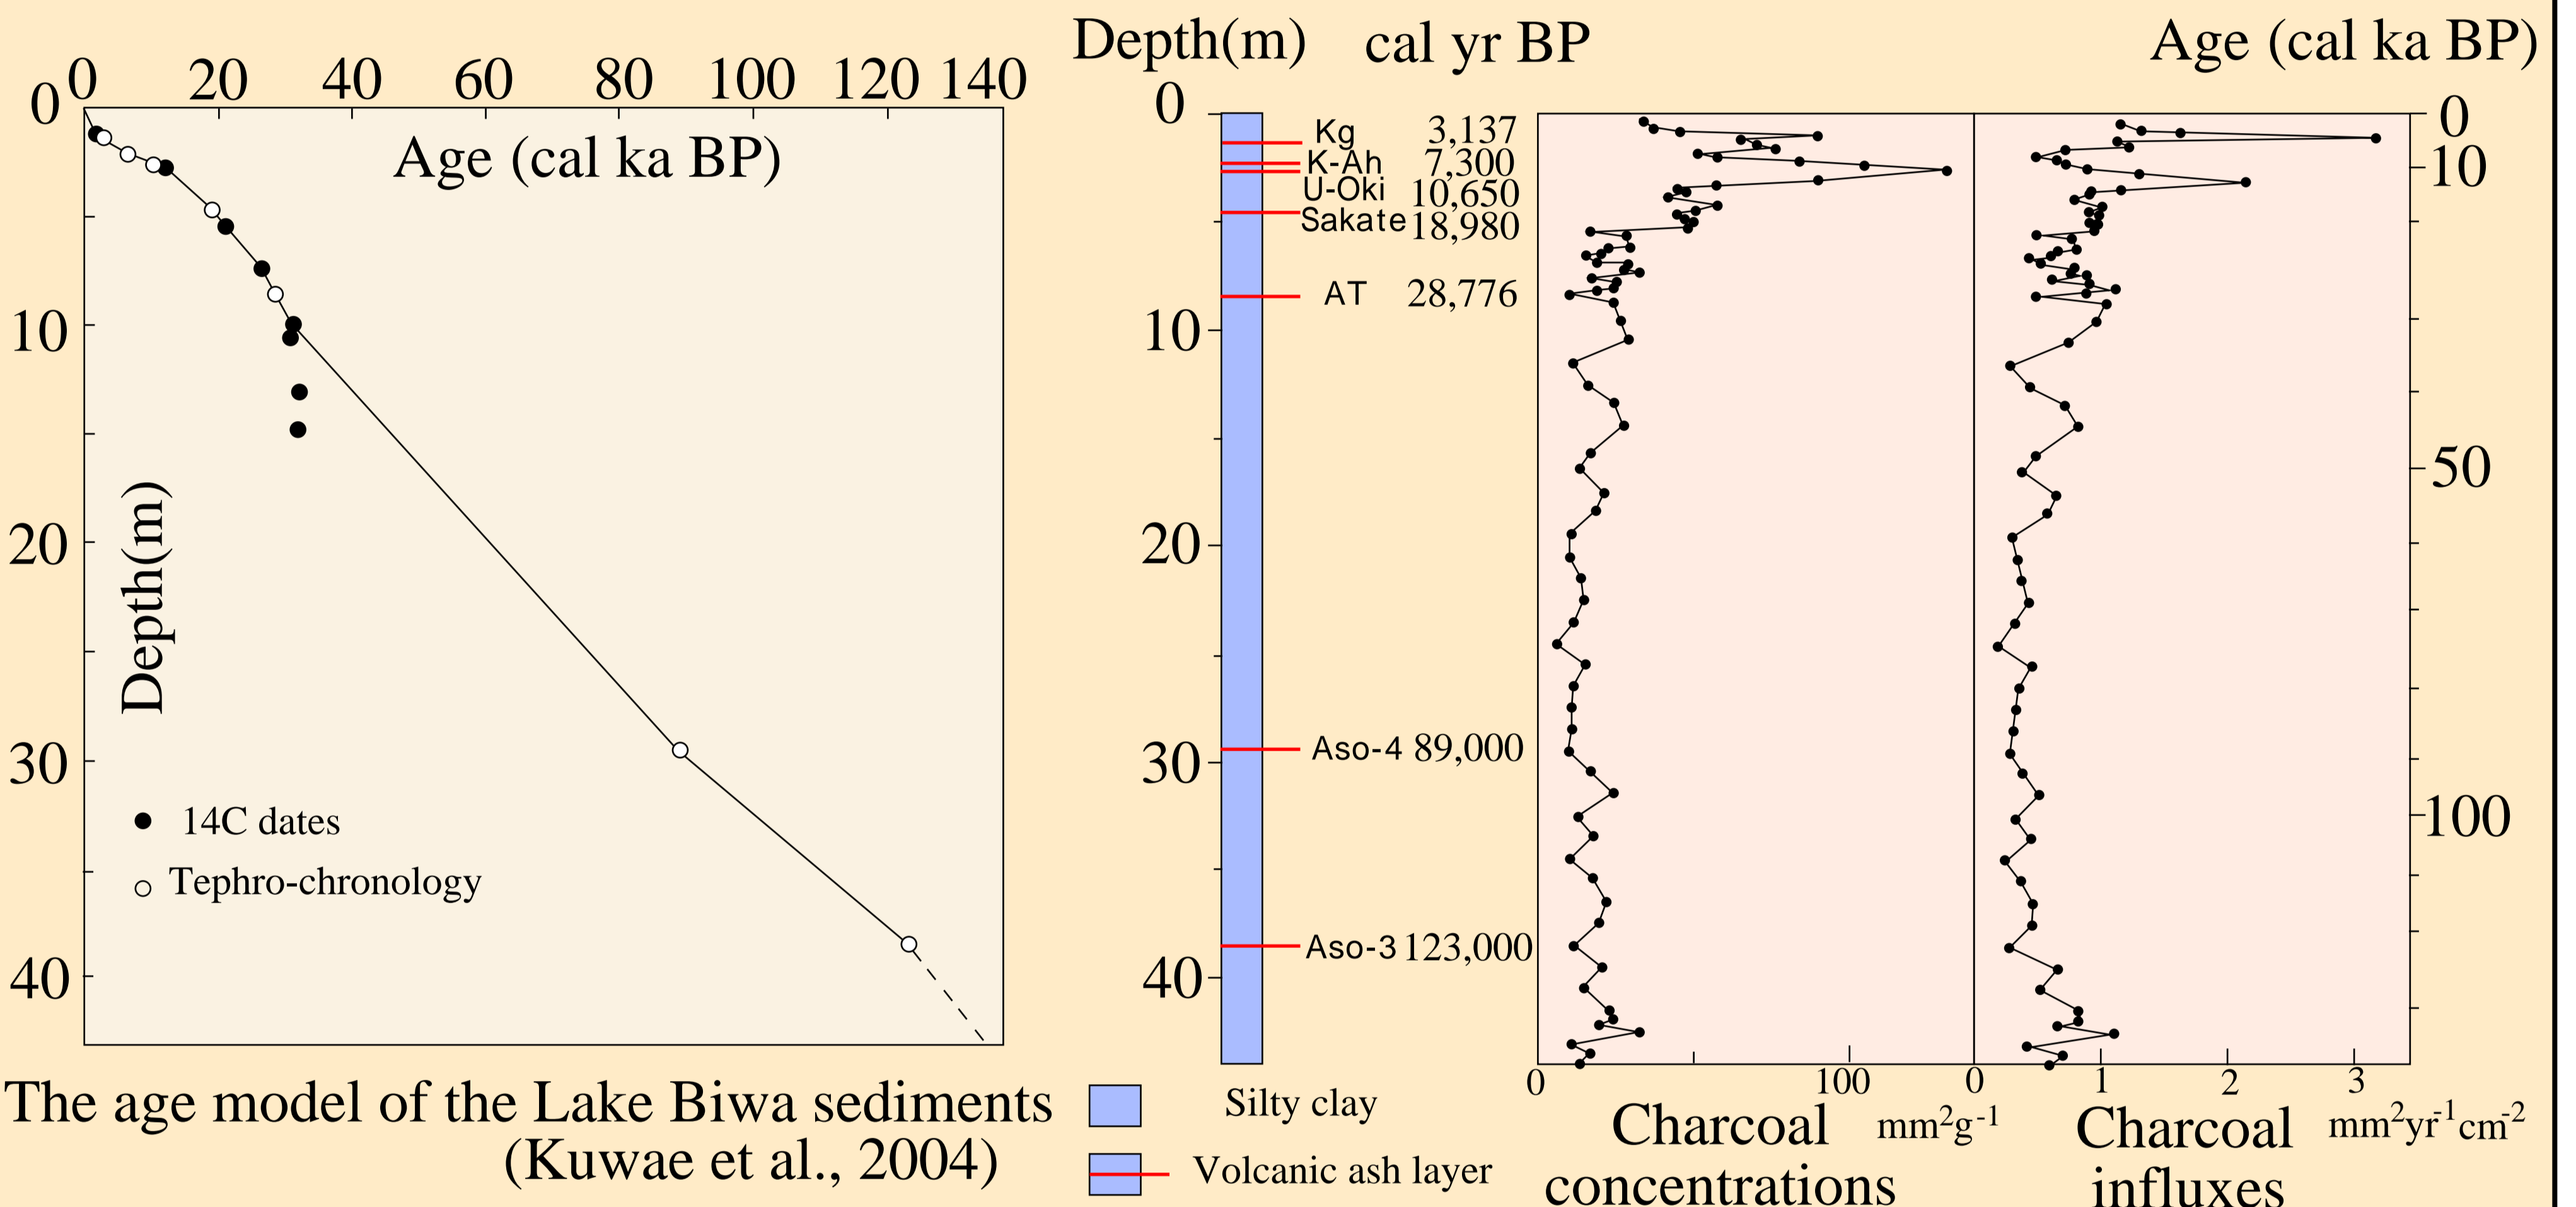 0 20 40 60 80 100 120 140
Age (cal ka BP)
0
10
20
30
40
Depth(m)
14C dates
Tephro-chronology
The age model of the Lake Biwa sediments
(Kuwae et al., 2004)
Depth(m) cal yr BP
0
10
20
30
40
Kg 3,137
K-Ah 7,300
U-Oki 10,650
Sakate 18,980
AT 28,776
Aso-4 89,000
Aso-3 123,000
Silty clay
Volcanic ash layer
Age (cal ka BP)
0
10
50
100
0 100 0 1 2 3
Charcoal mm2g-1
concentrations
Charcoal mm2yr-1cm-2
influxes